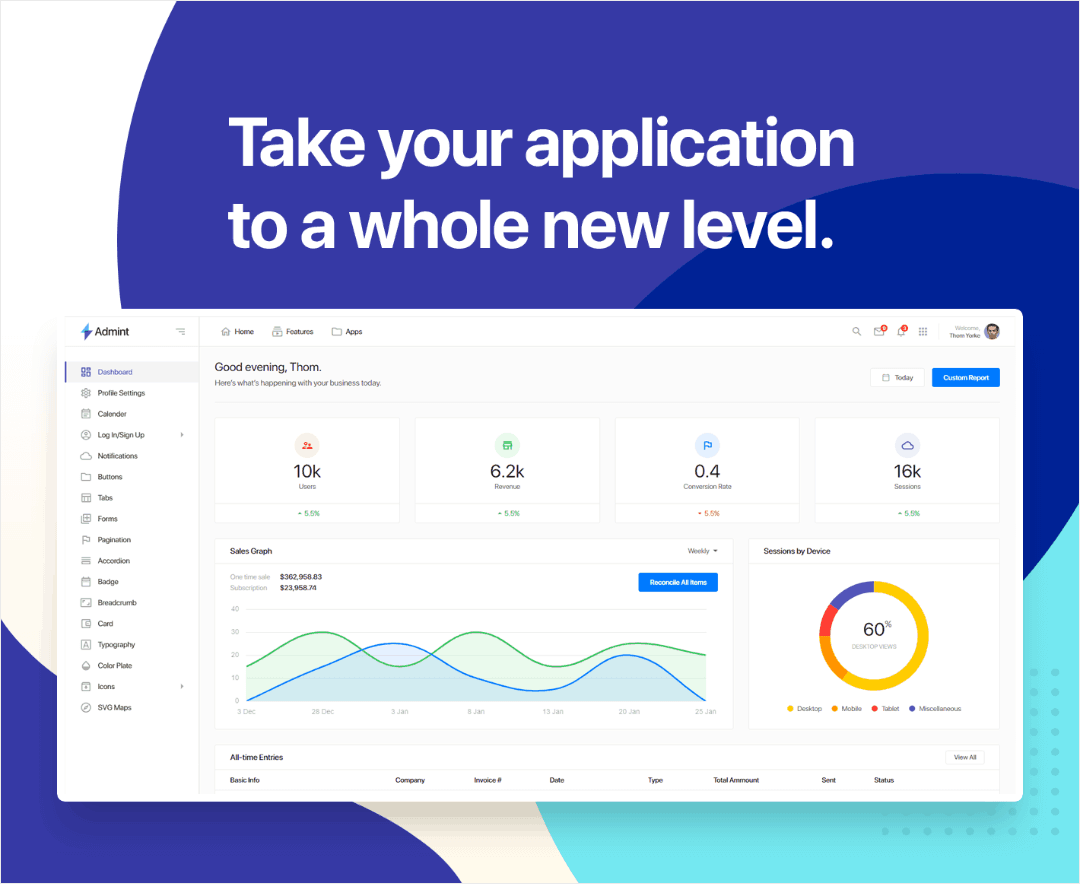 Take your application
to a whole new level.
Admint
Home Features Apps
Welcome,
Thom Yorke
Dashboard
Profile Settings
Calender
Log In/Sign Up
Notifications
Buttons
Tabs
Forms
Pagination
Accordion
Badge
Breadcrumb
Card
Typography
Color Plate
Icons
SVG Maps
Good evening, Thom.
Here's what's happening with your business today.
Today
Custom Report
10k
Users
5.5%
6.2k
Revenue
5.5%
0.4
Conversion Rate
5.5%
16k
Sessions
5.5%
Sales Graph
Weekly
One time sale $362,958.83
Subscription $23,958.74
Reconcile All Items
40
30
20
10
0
3 Dec 28 Dec 3 Jan 8 Jan 13 Jan 20 Jan 25 Jan
Sessions by Device
60%
DESKTOP VIEWS
Desktop Mobile Tablet Miscellaneous
All-time Entries
View All
Basic Info Company Invoice # Date Type Total Ammount Sent Status